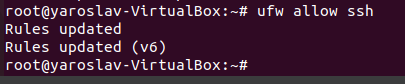 root@yaroslav-VirtualBox:~# ufw allow ssh
Rules updated
Rules updated (v6)
root@yaroslav-VirtualBox:~#